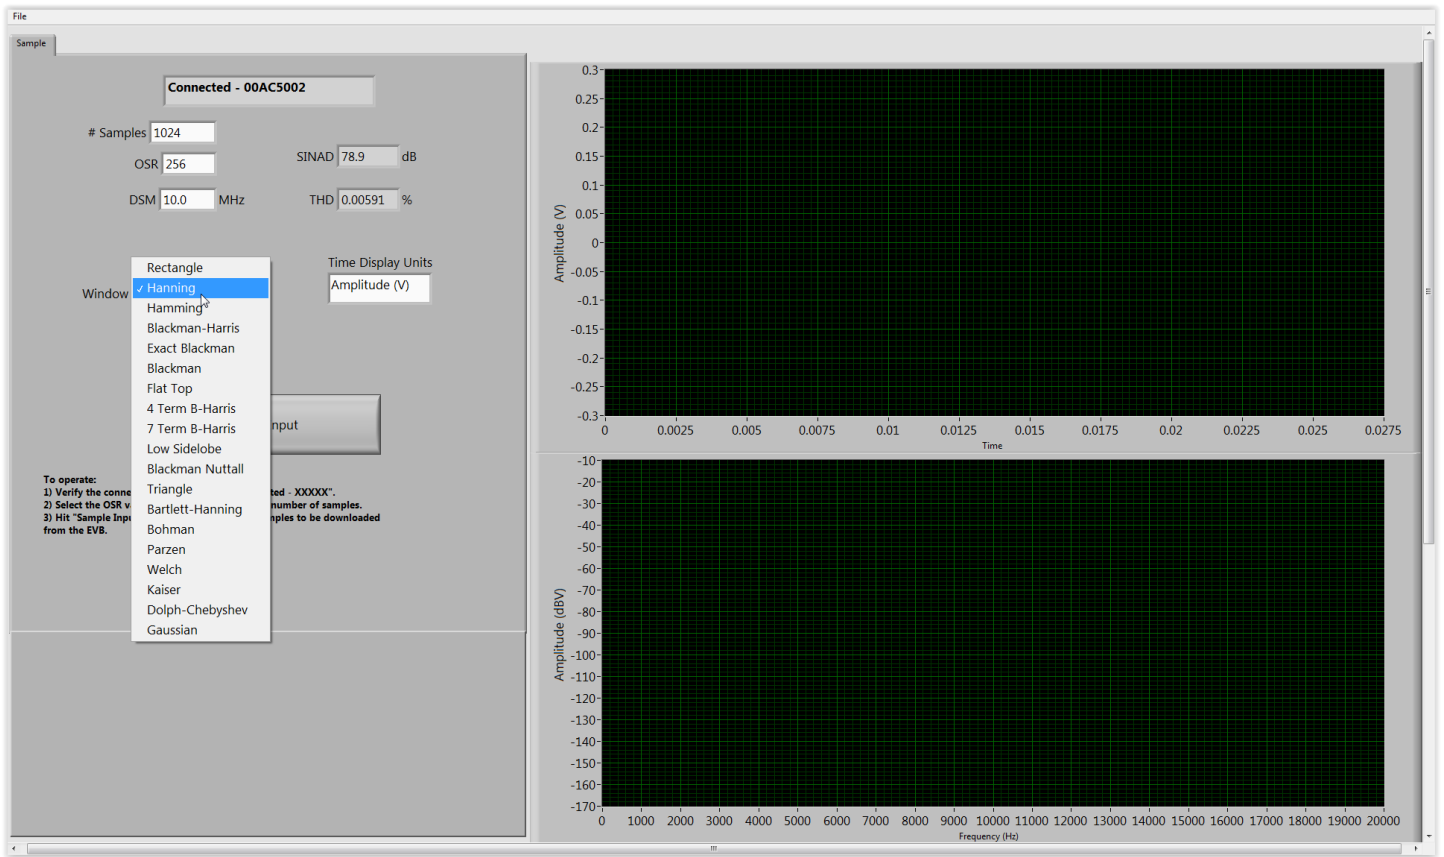 File
Sample
Connected - 00AC5002
# Samples 1024
OSR 256
DSM 10.0 MHz
SINAD 78.9 dB
THD 0.00591 %
Window
Rectangle
✓ Hanning
Hamming
Blackman-Harris
Exact Blackman
Blackman
Flat Top
4 Term B-Harris
7 Term B-Harris
Low Sidelobe
Blackman Nuttall
Triangle
Bartlett-Hanning
Bohman
Parzen
Welch
Kaiser
Dolph-Chebyshev
Gaussian
Time Display Units
Amplitude (V)
nput
To operate:
1) Verify the conne ted - XXXXX".
2) Select the OSR v number of samples.
3) Hit "Sample Inpu nples to be downloaded
from the EVB.
Amplitude (V)
0.3
0.25
0.2
0.15
0.1
0.05
0
-0.05
-0.1
-0.15
-0.2
-0.25
-0.3
0 0.0025 0.005 0.0075 0.01 0.0125 0.015 0.0175 0.02 0.0225 0.025 0.0275
Time
Amplitude (dBV)
-10
-20
-30
-40
-50
-60
-70
-80
-90
-100
-110
-120
-130
-140
-150
-160
-170
0 1000 2000 3000 4000 5000 6000 7000 8000 9000 10000 11000 12000 13000 14000 15000 16000 17000 18000 19000 20000
Frequency (Hz)